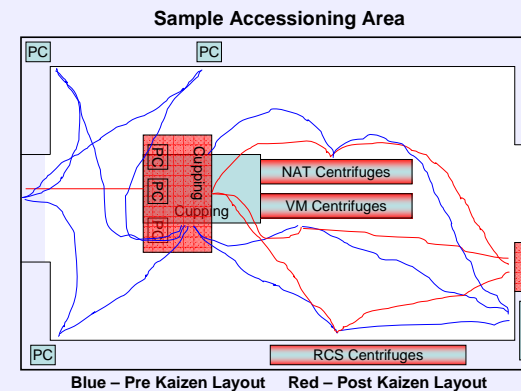 Sample Accessioning Area
PC
PC
PC
Cupping
NAT Centrifuges
PC
VM Centrifuges
Cupping
PC
PC
RCS Centrifuges
Blue – Pre Kaizen Layout Red – Post Kaizen Layout